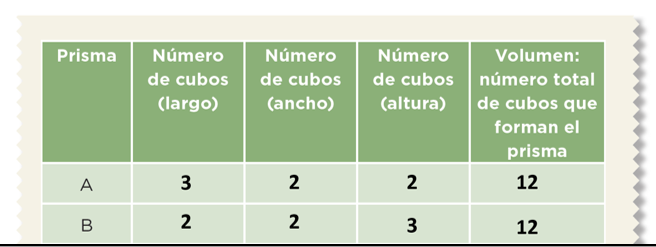 Prisma Número de cubos (largo) Número de cubos (ancho) Número de cubos (altura) Volumen: número total de cubos que forman el prisma
A 3 2 2 12
B 2 2 3 12